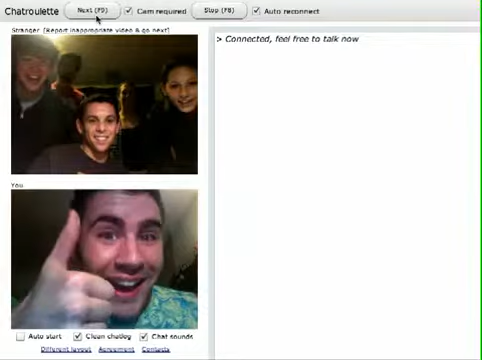 Chatroulette Next (F9) Cam required Stop (F8) Auto reconnect
Stranger [Report inappropriate video & go next]
> Connected, feel free to talk now
You
Auto start Clean chatlog Chat sounds
Different layout Agreement Contacts